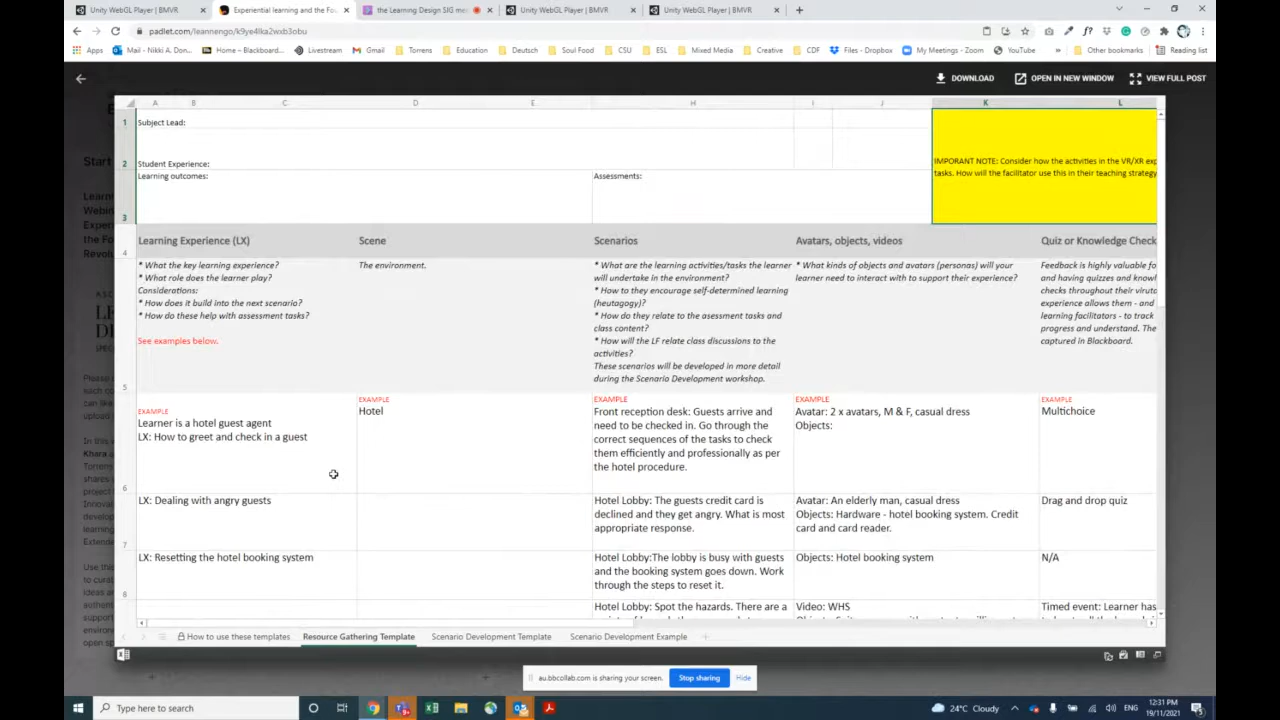 Unity WebGL Player | BMVR
Experiential learning and the Fou
the Learning Design SIG me
Unity WebGL Player | BMVR
Unity WebGL Player | BMVR
padlet.com/leannengo/k9ye4lka2wxb3obu
Apps
Mail - Nikki A. Don...
Home – Blackboard...
Livestream
Gmail
Torrens
Education
Deutsch
Soul Food
CSU
ESL
Mixed Media
Creative
CDF
Files - Dropbox
My Meetings - Zoom
YouTube
»
Other bookmarks
Reading list
DOWNLOAD
OPEN IN NEW WINDOW
VIEW FULL POST
A B C D E H I J K L
1
Subject Lead:
2
Student Experience:
IMPORANT NOTE: Consider how the activities in the VR/XR exp
tasks. How will the facilitator use this in their teaching strategy
3
Learning outcomes:
Assessments:
4
Learning Experience (LX)
Scene
Scenarios
Avatars, objects, videos
Quiz or Knowledge Check
5
* What the key learning experience?
* What role does the learner play?
Considerations:
* How does it build into the next scenario?
* How do these help with assessment tasks?
See examples below.
The environment.
* What are the learning activities/tasks the learner
will undertake in the environment?
* How to they encourage self-determined learning
(heutagogy)?
* How do they relate to the asessment tasks and
class content?
* How will the LF relate class discussions to the
activities?
These scenarios will be developed in more detail
during the Scenario Development workshop.
* What kinds of objects and avatars (personas) will your
learner need to interact with to support their experience?
Feedback is highly valuable fo
and having quizzes and knowl
checks throughout their viruta
experience allows them - and
learning facilitators - to track
progress and understand. The
captured in Blackboard.
6
EXAMPLE
Learner is a hotel guest agent
LX: How to greet and check in a guest
EXAMPLE
Hotel
EXAMPLE
Front reception desk: Guests arrive and
need to be checked in. Go through the
correct sequences of the tasks to check
them efficiently and professionally as per
the hotel procedure.
EXAMPLE
Avatar: 2 x avatars, M & F, casual dress
Objects:
EXAMPLE
Multichoice
7
LX: Dealing with angry guests
Hotel Lobby: The guests credit card is
declined and they get angry. What is most
appropriate response.
Avatar: An elderly man, casual dress
Objects: Hardware - hotel booking system. Credit
card and card reader.
Drag and drop quiz
8
LX: Resetting the hotel booking system
Hotel Lobby:The lobby is busy with guests
and the booking system goes down. Work
through the steps to reset it.
Objects: Hotel booking system
N/A
Hotel Lobby: Spot the hazards. There are a
Video: WHS
Timed event: Learner has
How to use these templates
Resource Gathering Template
Scenario Development Template
Scenario Development Example
au.bbcollab.com is sharing your screen.
Stop sharing
Hide
Type here to search
24°C Cloudy
ENG
12:31 PM
19/11/2021